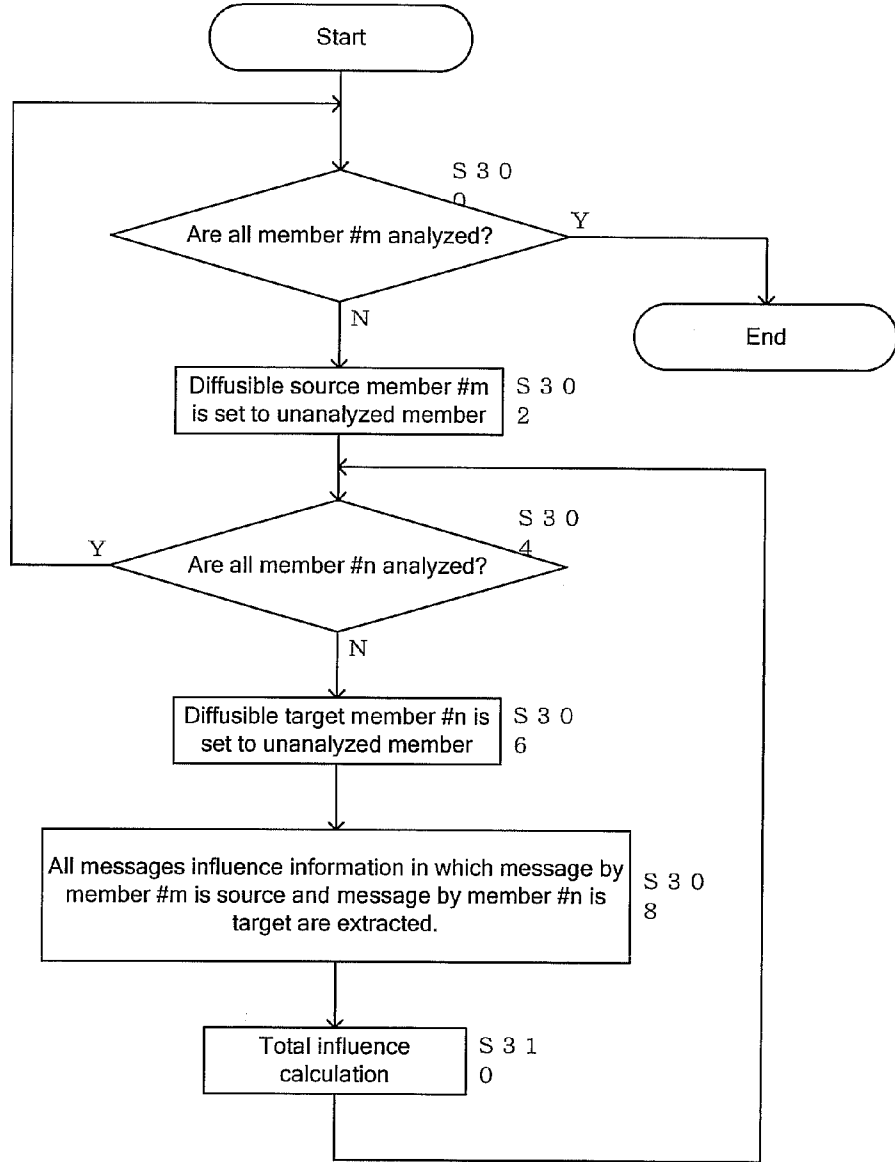 Start
S 3 0
0
Are all member #m analyzed?
Y
N
End
Diffusible source member #m
is set to unanalyzed member
S 3 0
2
S 3 0
4
Y
Are all member #n analyzed?
N
Diffusible target member #n is
set to unanalyzed member
S 3 0
6
All messages influence information in which message by
member #m is source and message by member #n is
target are extracted.
S 3 0
8
Total influence
calculation
S 3 1
0